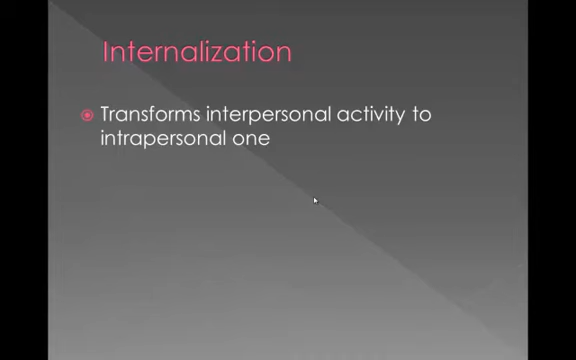 Internalization
Transforms interpersonal activity to
intrapersonal one